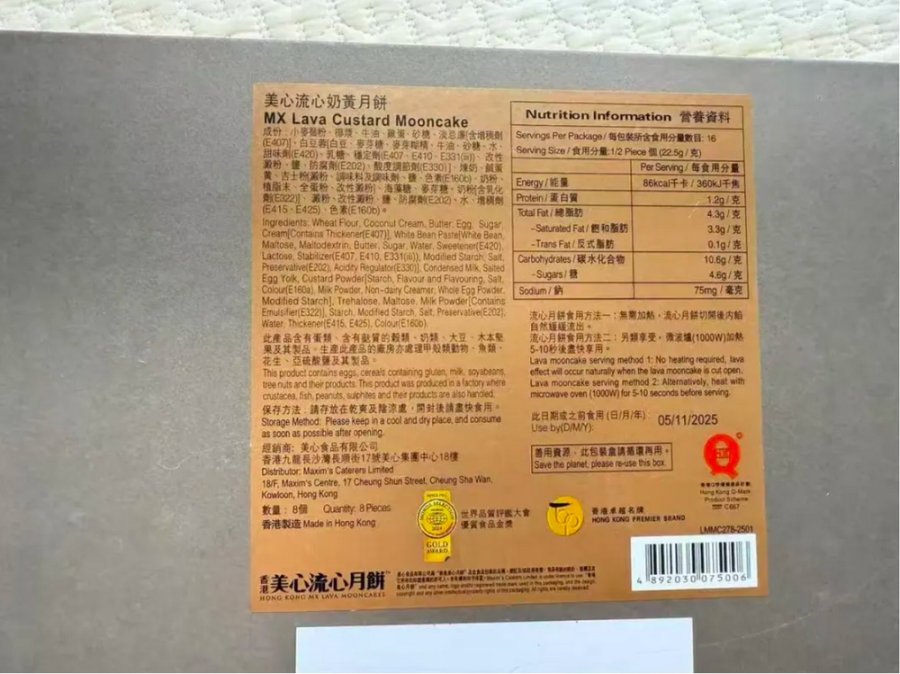 美心流心奶黃月餅
MX Lava Custard Mooncake
成份：小麥麵粉、椰漿、牛油、雞蛋、砂糖、淡忌廉[含增稠劑
(E407)]、白豆蓉[白豆、麥芽糖、麥芽糊精、牛油、砂糖、水、
甜味劑(E420)、乳糖、穩定劑(E407、E410、E331(iii))、改性
澱粉、鹽、防腐劑(E202)、酸度調節劑(E330)]、煉奶、鹹蛋
黃、吉士粉[澱粉、調味料及調味劑、鹽、色素(E160b)、奶粉、
植脂末、全蛋粉、改性澱粉]、海藻糖、麥芽糖、奶粉[含乳化
劑(E322)]、澱粉、改性澱粉、鹽、防腐劑(E202)、水、增稠劑
(E415、E425)、色素(E160b)。
Ingredients: Wheat Flour, Coconut Cream, Butter, Egg, Sugar,
Cream[Contains Thickener(E407)], White Bean Paste[White Bean,
Maltose, Maltodextrin, Butter, Sugar, Water, Sweetener(E420),
Lactose, Stabilizer(E407, E410, E331(iii)), Modified Starch, Salt,
Preservative(E202), Acidity Regulator(E330)], Condensed Milk, Salted
Egg Yolk, Custard Powder[Starch, Flavour and Flavouring, Salt,
Colour(E160a), Milk Powder, Non-dairy Creamer, Whole Egg Powder,
Modified Starch], Trehalose, Maltose, Milk Powder[Contains
Emulsifier(E322)], Starch, Modified Starch, Salt, Preservative(E202),
Water, Thickener(E415, E425), Colour(E160b).
此產品含有蛋類、含有麩質的穀類、奶類、大豆、木本堅
果及其製品。生產此產品的廠房亦處理甲殼類動物、魚類、
花生、亞硫酸鹽及其製品。
This product contains eggs, cereals containing gluten, milk, soyabeans,
tree nuts and their products. This product was produced in a factory where
crustacea, fish, peanuts, sulphites and their products are also handled.
保存方法：請存放在乾爽及陰涼處，開封後請盡快食用。
Storage Method: Please keep in a cool and dry place, and consume
as soon as possible after opening.
經銷商：美心食品有限公司
香港九龍長沙灣長順街17號美心集團中心18樓
Distributor: Maxim's Caterers Limited
18/F, Maxim's Centre, 17 Cheung Shun Street, Cheung Sha Wan,
Kowloon, Hong Kong
數量：8個 Quantity: 8 Pieces
香港製造 Made in Hong Kong
GOLD
AWARD
世界品質評鑑大會
優質食品金獎
香港卓越名牌
HONG KONG PREMIER BRAND
香港 美心流心月餅
HONG KONG MX LAVA MOONCAKES
Nutrition Information 營養資料
Servings Per Package / 每包裝所含食用分量數目: 16
Serving Size / 食用分量:1/2 Piece 個 (22.5g / 克)
Per Serving / 每食用分量
Energy / 能量 86kcal千卡 / 360kJ千焦
Protein / 蛋白質 1.2g / 克
Total Fat / 總脂肪 4.3g / 克
-Saturated Fat / 飽和脂肪 3.3g / 克
-Trans Fat / 反式脂肪 0.1g / 克
Carbohydrates / 碳水化合物 10.6g / 克
-Sugars / 糖 4.6g / 克
Sodium / 鈉 75mg / 毫克
流心月餅食用方法一：無需加熱，流心月餅切開後內餡
自然緩緩流出。
流心月餅食用方法二：另類享受，微波爐(1000W)加熱
5-10秒後盡快享用。
Lava mooncake serving method 1: No heating required, lava
effect will occur naturally when the lava mooncake is cut open.
Lava mooncake serving method 2: Alternatively, heat with
microwave oven (1000W) for 5-10 seconds before serving.
此日期或之前食用 (日/月/年):
Use by(D/M/Y):
05/11/2025
善用資源，此包裝盒請循環再用。
Save the planet, please re-use this box.
香港Q嘜優質產品計劃
Hong Kong Q-Mark
Product Scheme
C667
LMMC278-2501
4 892030 075006